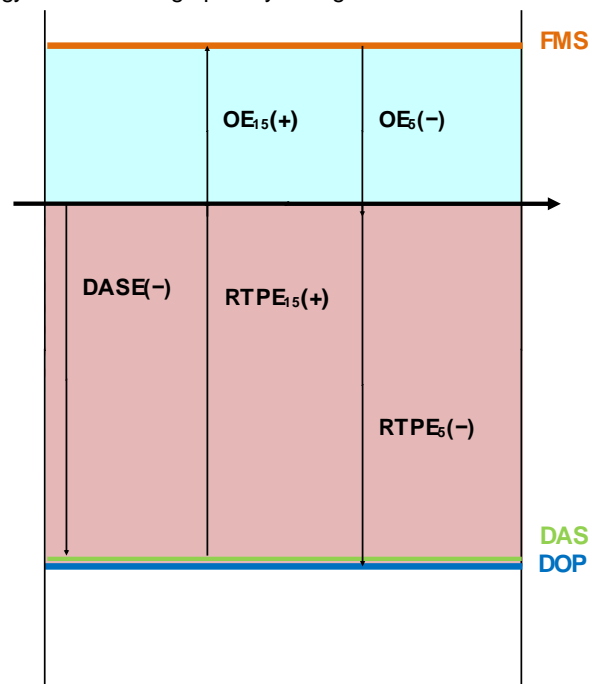 FMS
OE₁₅(+)
OE₅(−)
DASE(−)
RTPE₁₅(+)
RTPE₅(−)
DAS
DOP